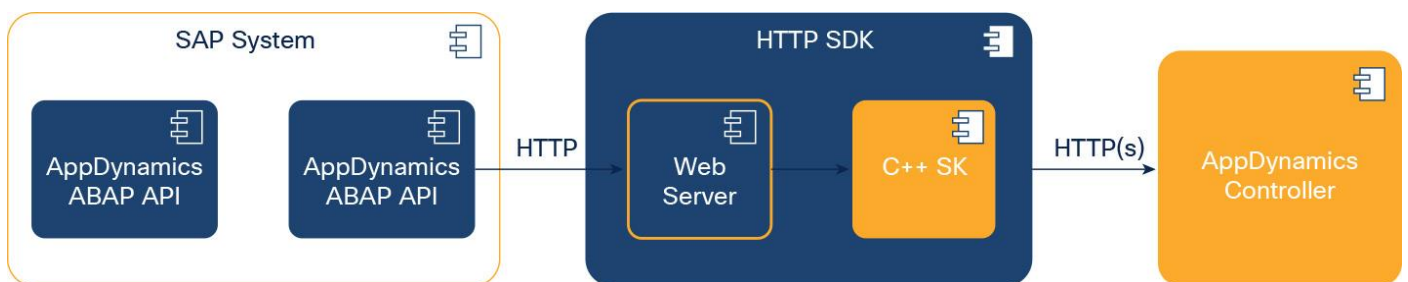 SAP System
AppDynamics
ABAP API
AppDynamics
ABAP API
HTTP
HTTP SDK
Web
Server
C++ SK
HTTP(s)
AppDynamics
Controller